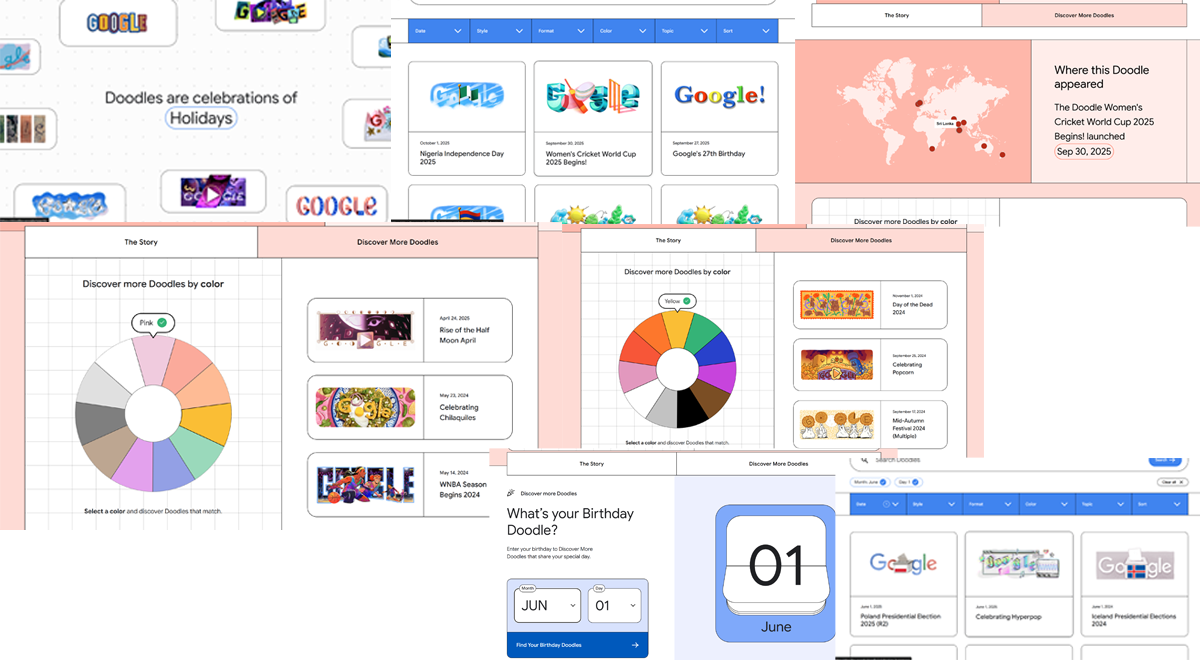 GOOGLE
GOOGLE
Doodles are celebrations of
Holidays
GOOGLE
GOOGLE
Date
Style
Format
Color
Topic
Sort
Google
Google
Google!
October 1, 2025
Nigeria Independence Day
2025
September 30, 2025
Women's Cricket World Cup
2025 Begins!
September 27, 2025
Google's 27th Birthday
The Story
Discover More Doodles
Sri Lanka
Where this Doodle
appeared
The Doodle Women's
Cricket World Cup 2025
Begins! launched
Sep 30, 2025
Discover more Doodles by color
The Story
Discover More Doodles
Discover more Doodles by color
Pink
Select a color and discover Doodles that match.
GOOGLE
April 24, 2025
Rise of the Half
Moon April
Google
May 23, 2024
Celebrating
Chilaquiles
GOOGLE
May 14, 2024
WNBA Season
Begins 2024
The Story
Discover More Doodles
Discover more Doodles by color
Yellow
Select a color and discover Doodles that match.
November 1, 2024
Day of the Dead
2024
September 25, 2024
Celebrating
Popcorn
GOOGLE
September 17, 2024
Mid-Autumn
Festival 2024
(Multiple)
The Story
Discover More Doodles
Discover more Doodles
What's your Birthday
Doodle?
Enter your birthday to Discover More
Doodles that share your special day.
Month
JUN
Day
01
Find Your Birthday Doodles
01
June
Search Doodles
Search
Month: June
Day: 1
Clear all
Date
Style
Format
Color
Topic
Sort
Google
Google
Google
June 1, 2025
Poland Presidential Election
2025 (R2)
June 1, 2025
Celebrating Hyperpop
June 1, 2024
Iceland Presidential Elections
2024